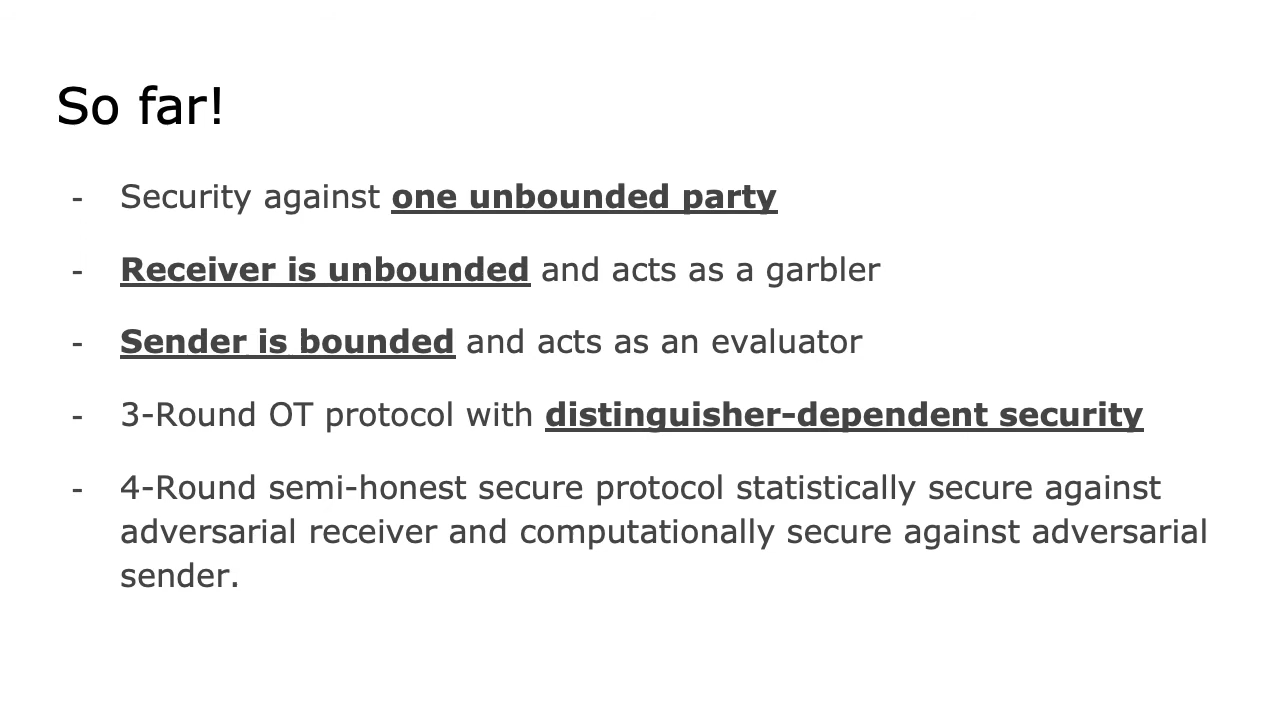 So far!
- Security against one unbounded party
- Receiver is unbounded and acts as a garbler
- Sender is bounded and acts as an evaluator
- 3-Round OT protocol with distinguisher-dependent security
- 4-Round semi-honest secure protocol statistically secure against
adversarial receiver and computationally secure against adversarial
sender.